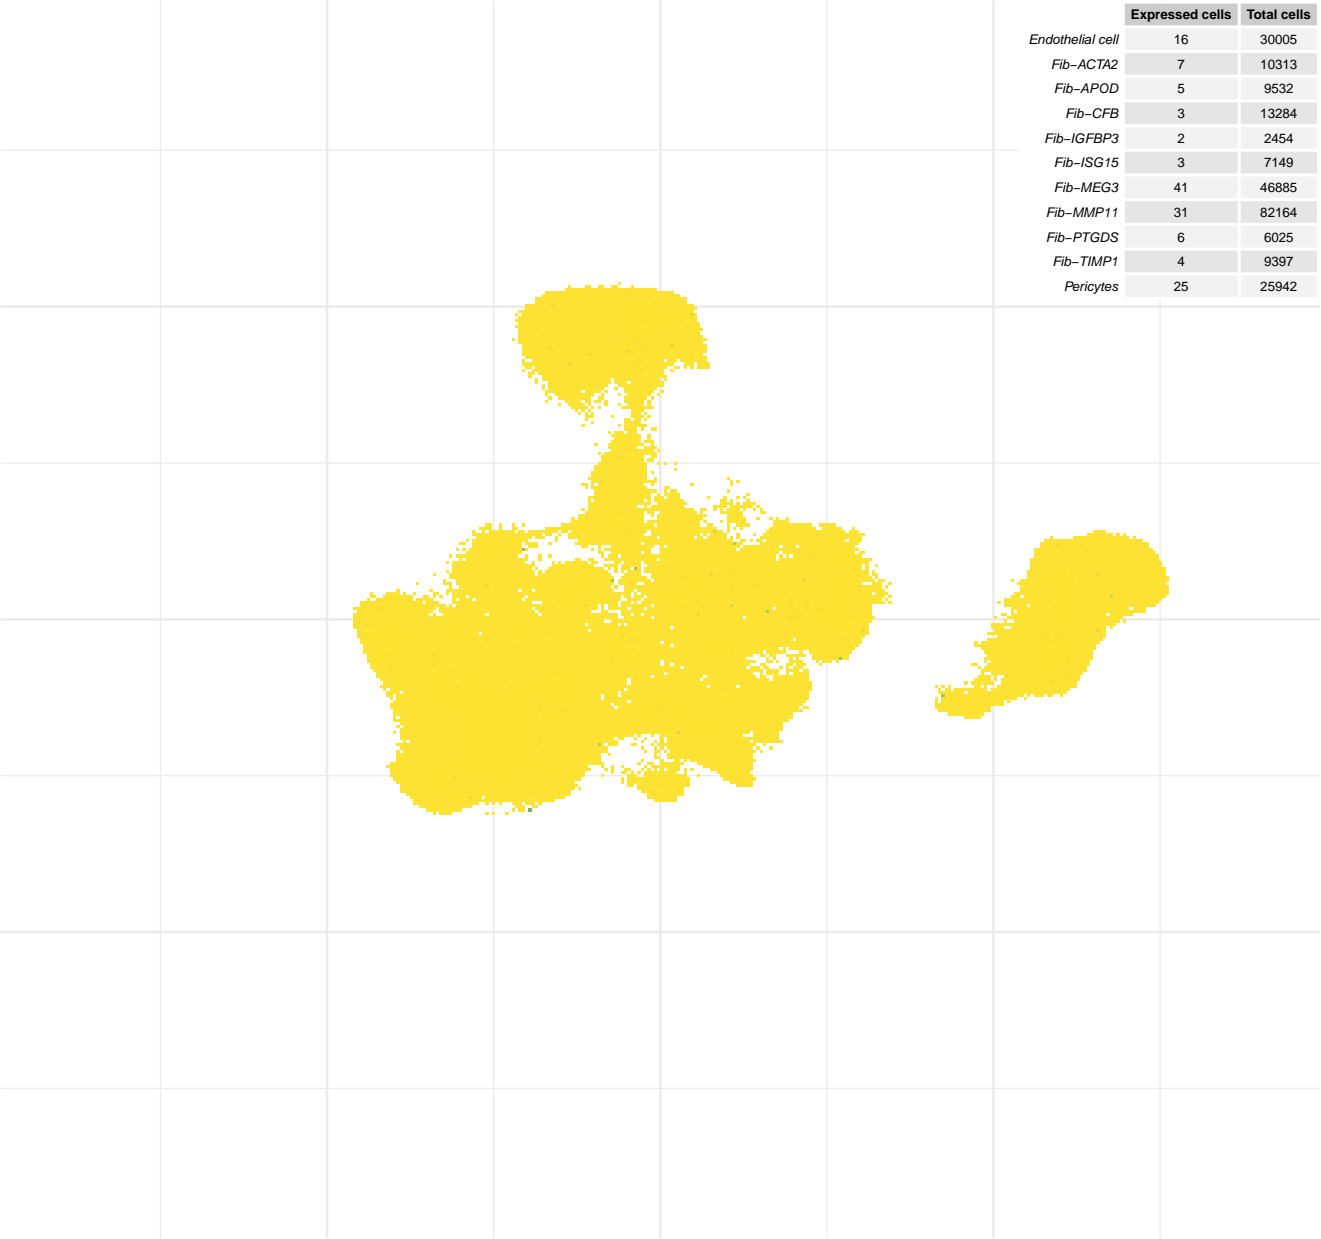 Expressed cells Total cells
Endothelial cell 16 30005
Fib−ACTA2 7 10313
Fib−APOD 5 9532
Fib−CFB 3 13284
Fib−IGFBP3 2 2454
Fib−ISG15 3 7149
Fib−MEG3 41 46885
Fib−MMP11 31 82164
Fib−PTGDS 6 6025
Fib−TIMP1 4 9397
Pericytes 25 25942